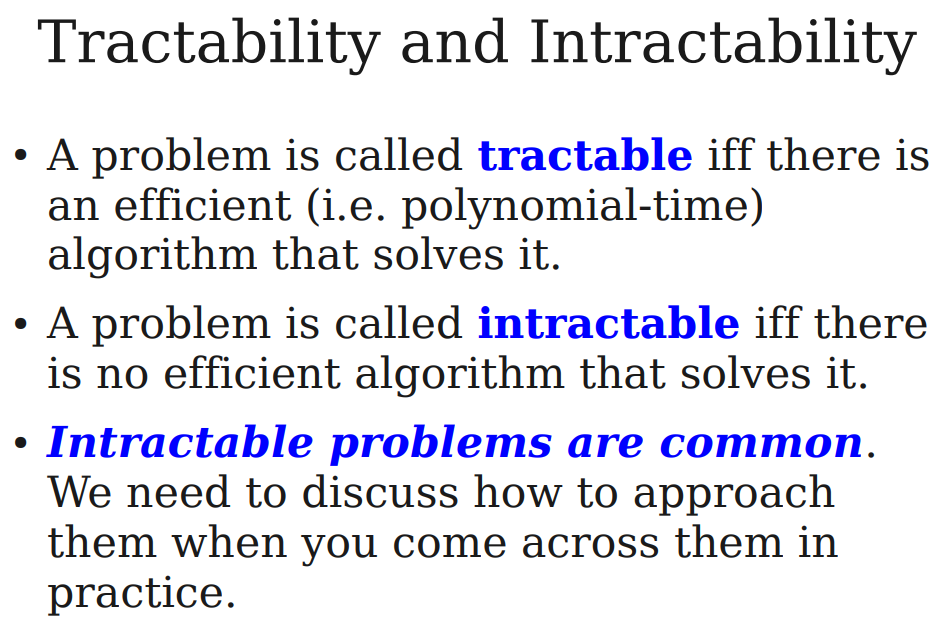 Tractability and Intractability
• A problem is called tractable iff there is
an efficient (i.e. polynomial-time)
algorithm that solves it.
• A problem is called intractable iff there
is no efficient algorithm that solves it.
• Intractable problems are common.
We need to discuss how to approach
them when you come across them in
practice.